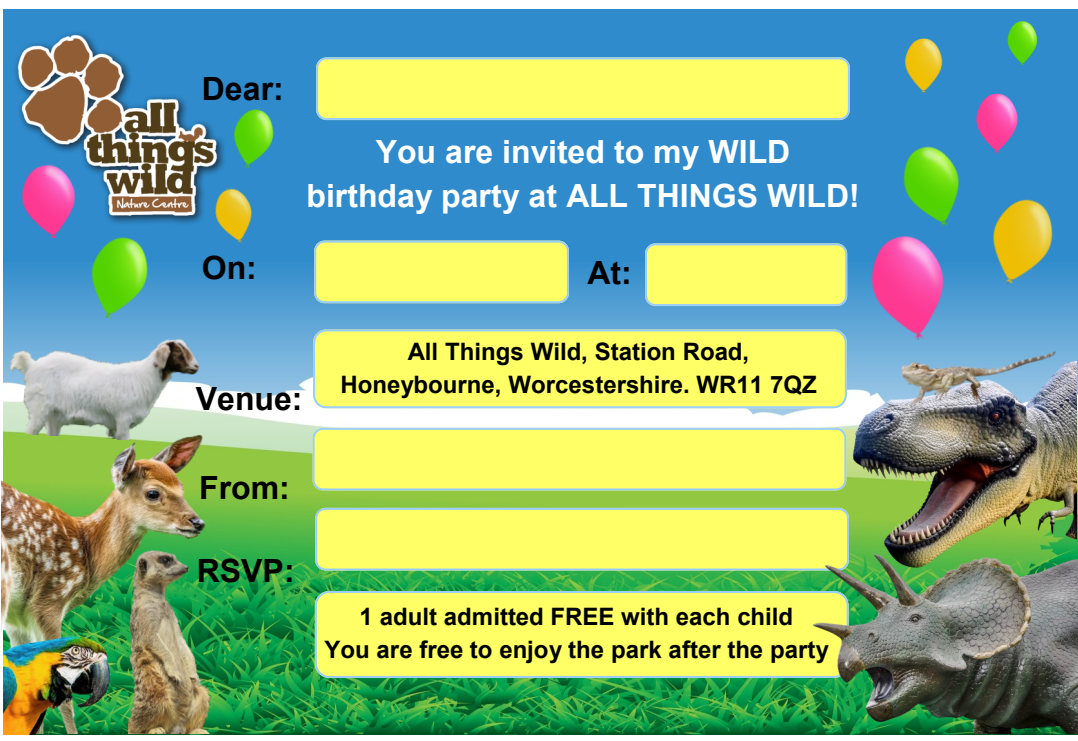 all
things
wild
Nature Centre
Dear:
You are invited to my WILD
birthday party at ALL THINGS WILD!
On:
At:
Venue:
All Things Wild, Station Road,
Honeybourne, Worcestershire. WR11 7QZ
From:
RSVP:
1 adult admitted FREE with each child
You are free to enjoy the park after the party